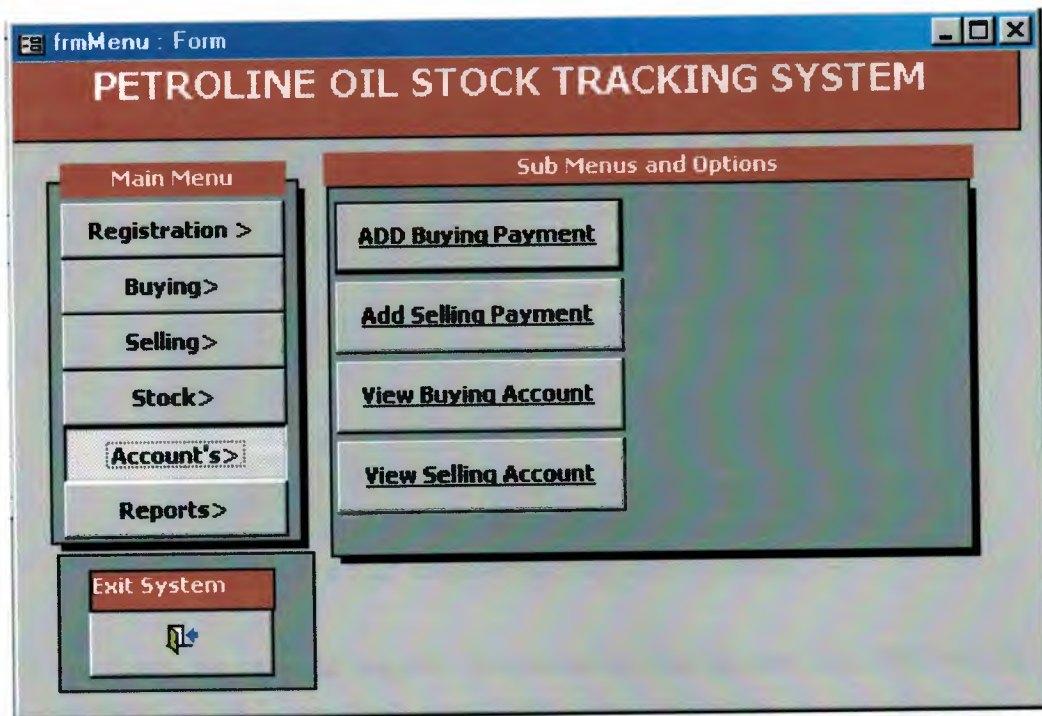 frmMenu : Form
PETROLINE OIL STOCK TRACKING SYSTEM
Main Menu
Registration >
Buying>
Selling>
Stock>
Account's>
Reports>
Sub Menus and Options
ADD Buying Payment
Add Selling Payment
View Buying Account
View Selling Account
Exit System